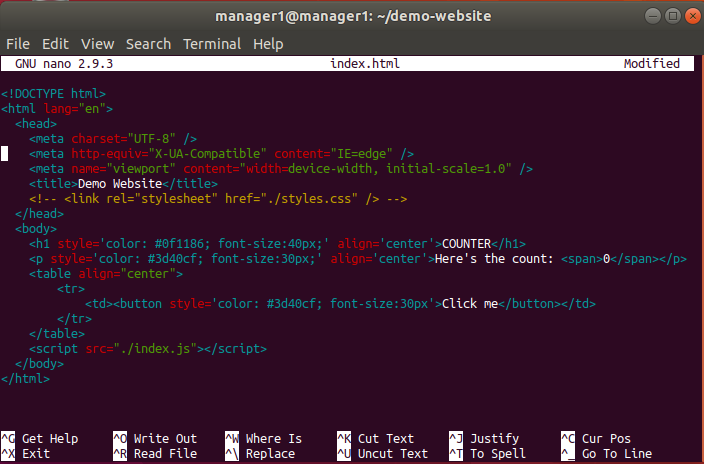 manager1@manager1: ~/demo-website
File Edit View Search Terminal Help
GNU nano 2.9.3 index.html Modified
<!DOCTYPE html>
<html lang="en">
<head>
<meta charset="UTF-8" />
<meta http-equiv="X-UA-Compatible" content="IE=edge" />
<meta name="viewport" content="width=device-width, initial-scale=1.0" />
<title>Demo Website</title>
<!-- <link rel="stylesheet" href="./styles.css" /> -->
</head>
<body>
<h1 style='color: #0f1186; font-size:40px;' align='center'>COUNTER</h1>
<p style='color: #3d40cf; font-size:30px;' align='center'>Here's the count: <span>0</span></p>
<table align="center">
<tr>
<td><button style='color: #3d40cf; font-size:30px'>Click me</button></td>
</tr>
</table>
<script src="./index.js"></script>
</body>
</html>
^G Get Help ^O Write Out ^W Where Is ^K Cut Text ^J Justify ^C Cur Pos
^X Exit ^R Read File ^\ Replace ^U Uncut Text ^T To Spell ^_ Go To Line